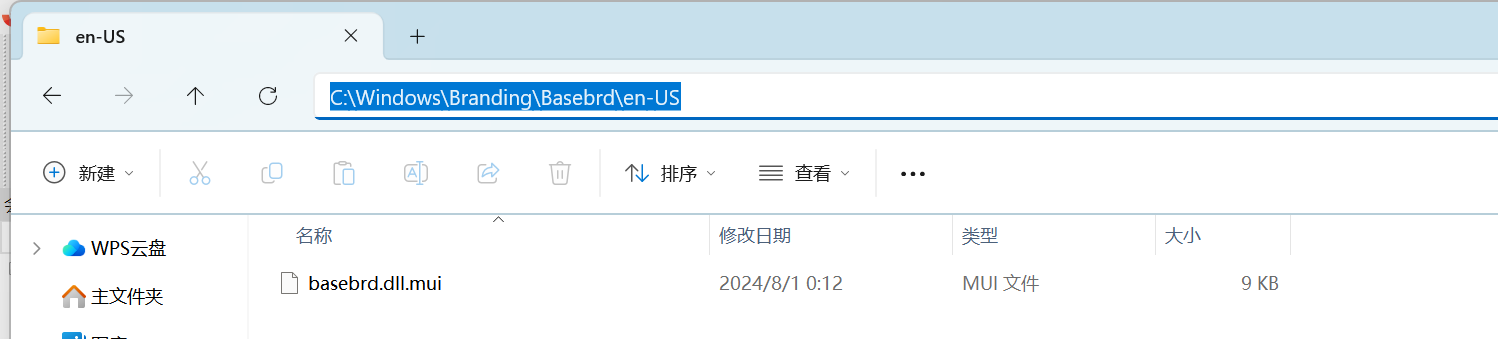 en-US
C:\Windows\Branding\Basebrd\en-US
新建 排序 查看
名称 修改日期 类型 大小
WPS云盘
basebrd.dll.mui 2024/8/1 0:12 MUI 文件 9 KB
主文件夹